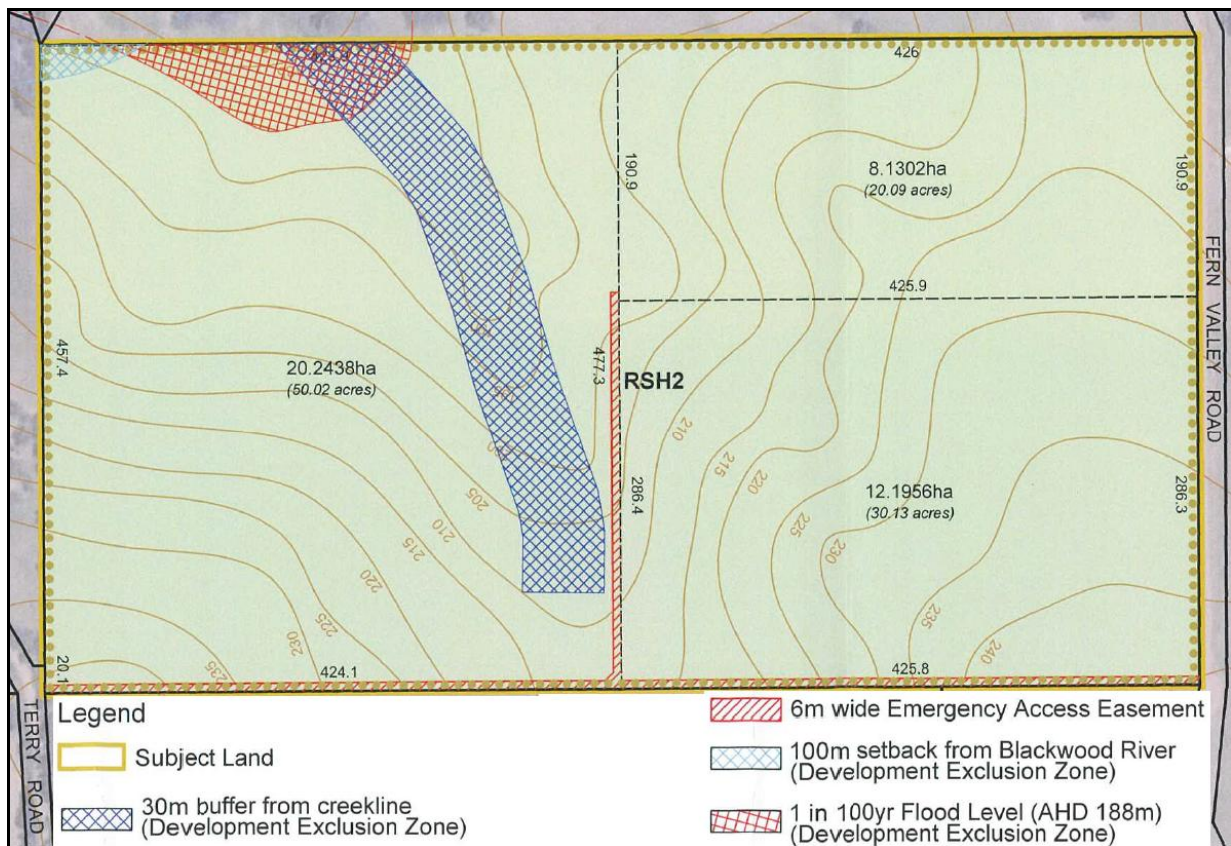 426
190.9
190.9
8.1302ha
(20.09 acres)
FERN VALLEY ROAD
425.9
457.4
20.2438ha
(50.02 acres)
477.3
RSH2
210
215
220
205
210
215
220
225
230
235
286.4
12.1956ha
(30.13 acres)
286.3
225
230
235
240
20.1
424.1
425.8
TERRY ROAD
Legend
Subject Land
30m buffer from creekline
(Development Exclusion Zone)
6m wide Emergency Access Easement
100m setback from Blackwood River
(Development Exclusion Zone)
1 in 100yr Flood Level (AHD 188m)
(Development Exclusion Zone)